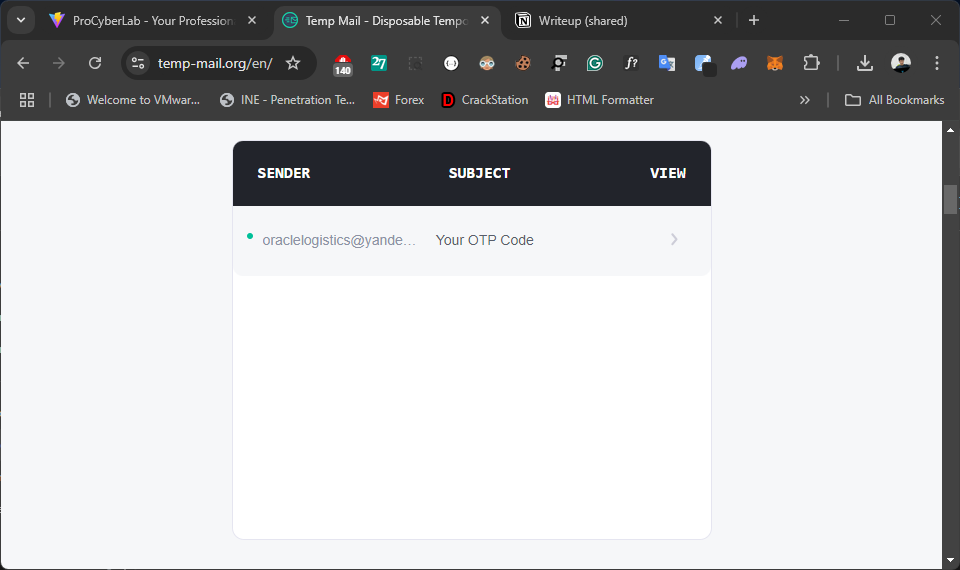 ProCyberLab - Your Profession
Temp Mail - Disposable Tempo
Writeup (shared)
temp-mail.org/en/
140
27
f?
Welcome to VMwar...
INE - Penetration Te...
Forex
D
CrackStation
HTML Formatter
All Bookmarks
SENDER SUBJECT VIEW
oraclelogistics@yande... Your OTP Code